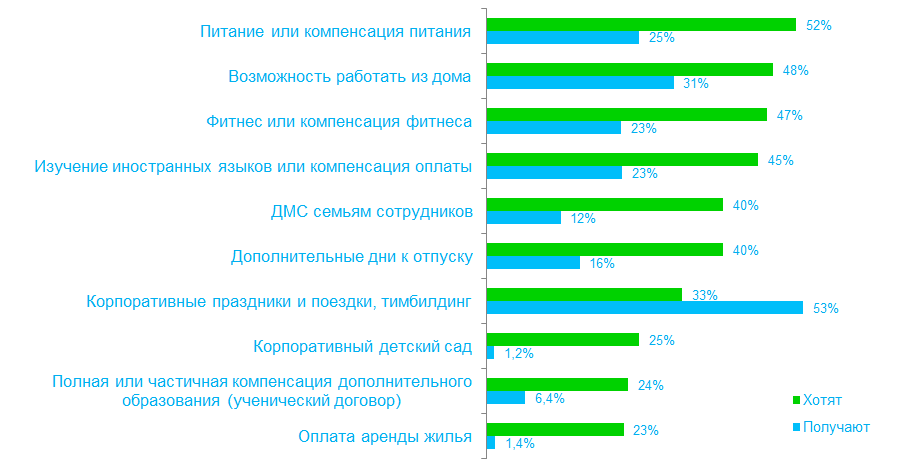 Питание или компенсация питания
52%
25%
Возможность работать из дома
48%
31%
Фитнес или компенсация фитнеса
47%
23%
Изучение иностранных языков или компенсация оплаты
45%
23%
ДМС семьям сотрудников
40%
12%
Дополнительные дни к отпуску
40%
16%
Корпоративные праздники и поездки, тимбилдинг
33%
53%
Корпоративный детский сад
25%
1,2%
Полная или частичная компенсация дополнительного
образования (ученический договор)
24%
6,4%
Оплата аренды жилья
23%
1,4%
Хотят
Получают